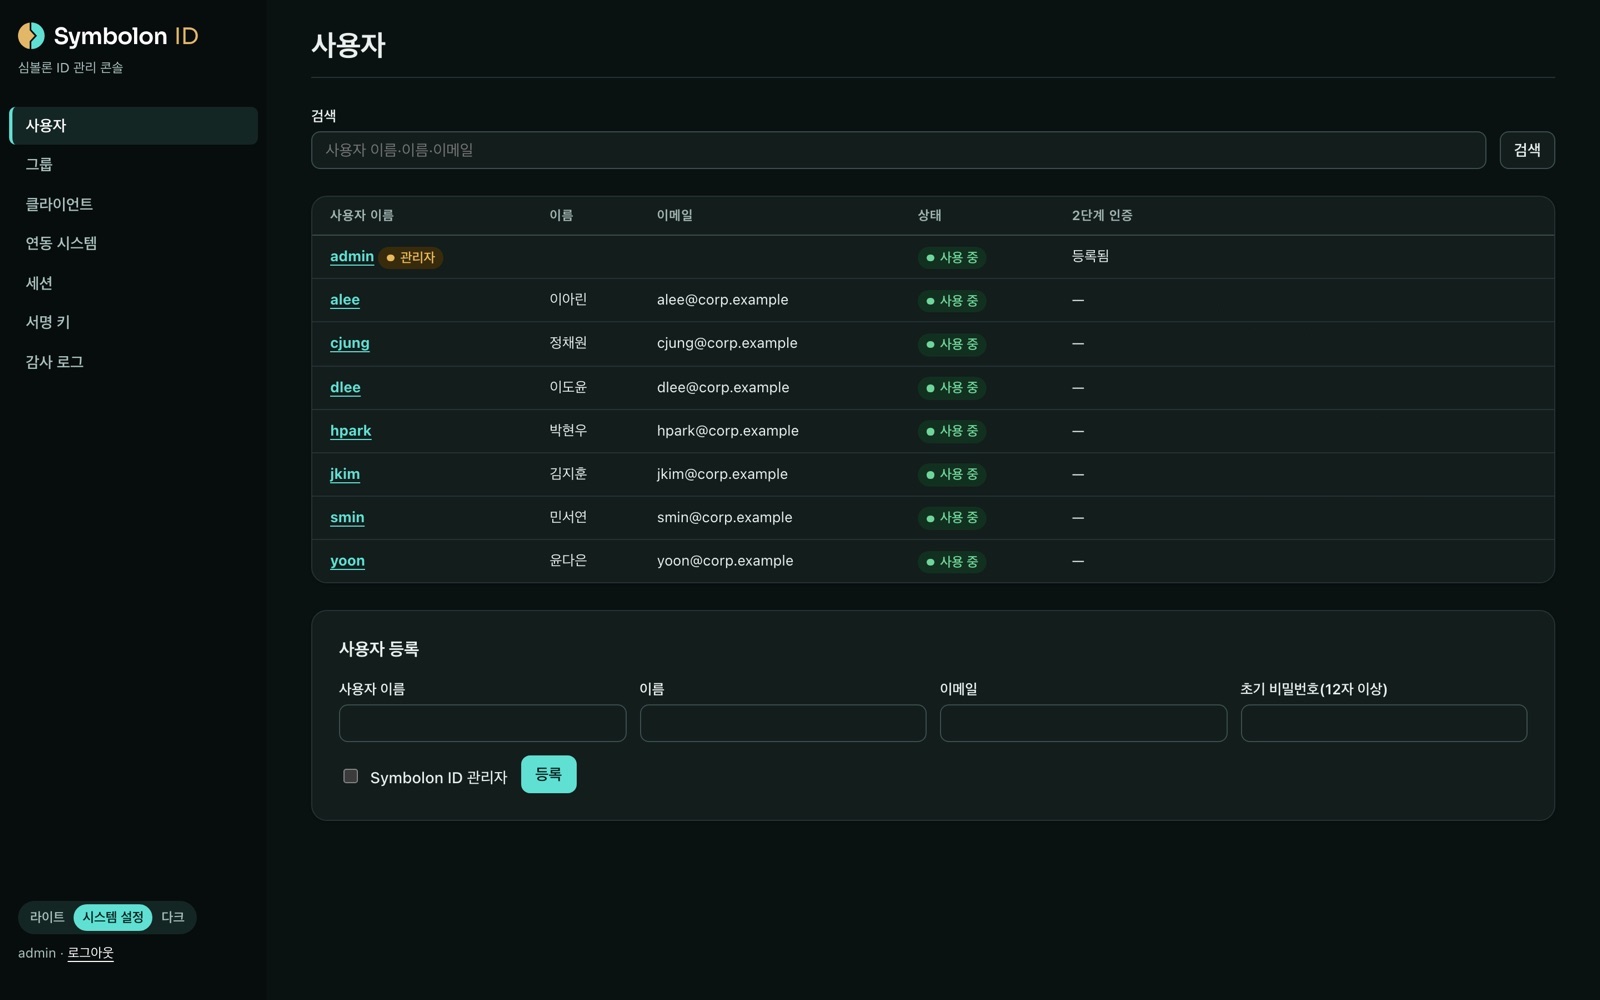 Symbolon ID
심볼론 ID 관리 콘솔
사용자
그룹
클라이언트
연동 시스템
세션
서명 키
감사 로그
라이트 시스템 설정 다크
admin · 로그아웃
사용자
검색
사용자 이름·이름·이메일 검색
사용자 이름 이름 이메일 상태 2단계 인증
admin 관리자 사용 중 등록됨
alee 이아린 alee@corp.example 사용 중 —
cjung 정채원 cjung@corp.example 사용 중 —
dlee 이도윤 dlee@corp.example 사용 중 —
hpark 박현우 hpark@corp.example 사용 중 —
jkim 김지훈 jkim@corp.example 사용 중 —
smin 민서연 smin@corp.example 사용 중 —
yoon 윤다은 yoon@corp.example 사용 중 —
사용자 등록
사용자 이름 이름 이메일 초기 비밀번호(12자 이상)
Symbolon ID 관리자 등록